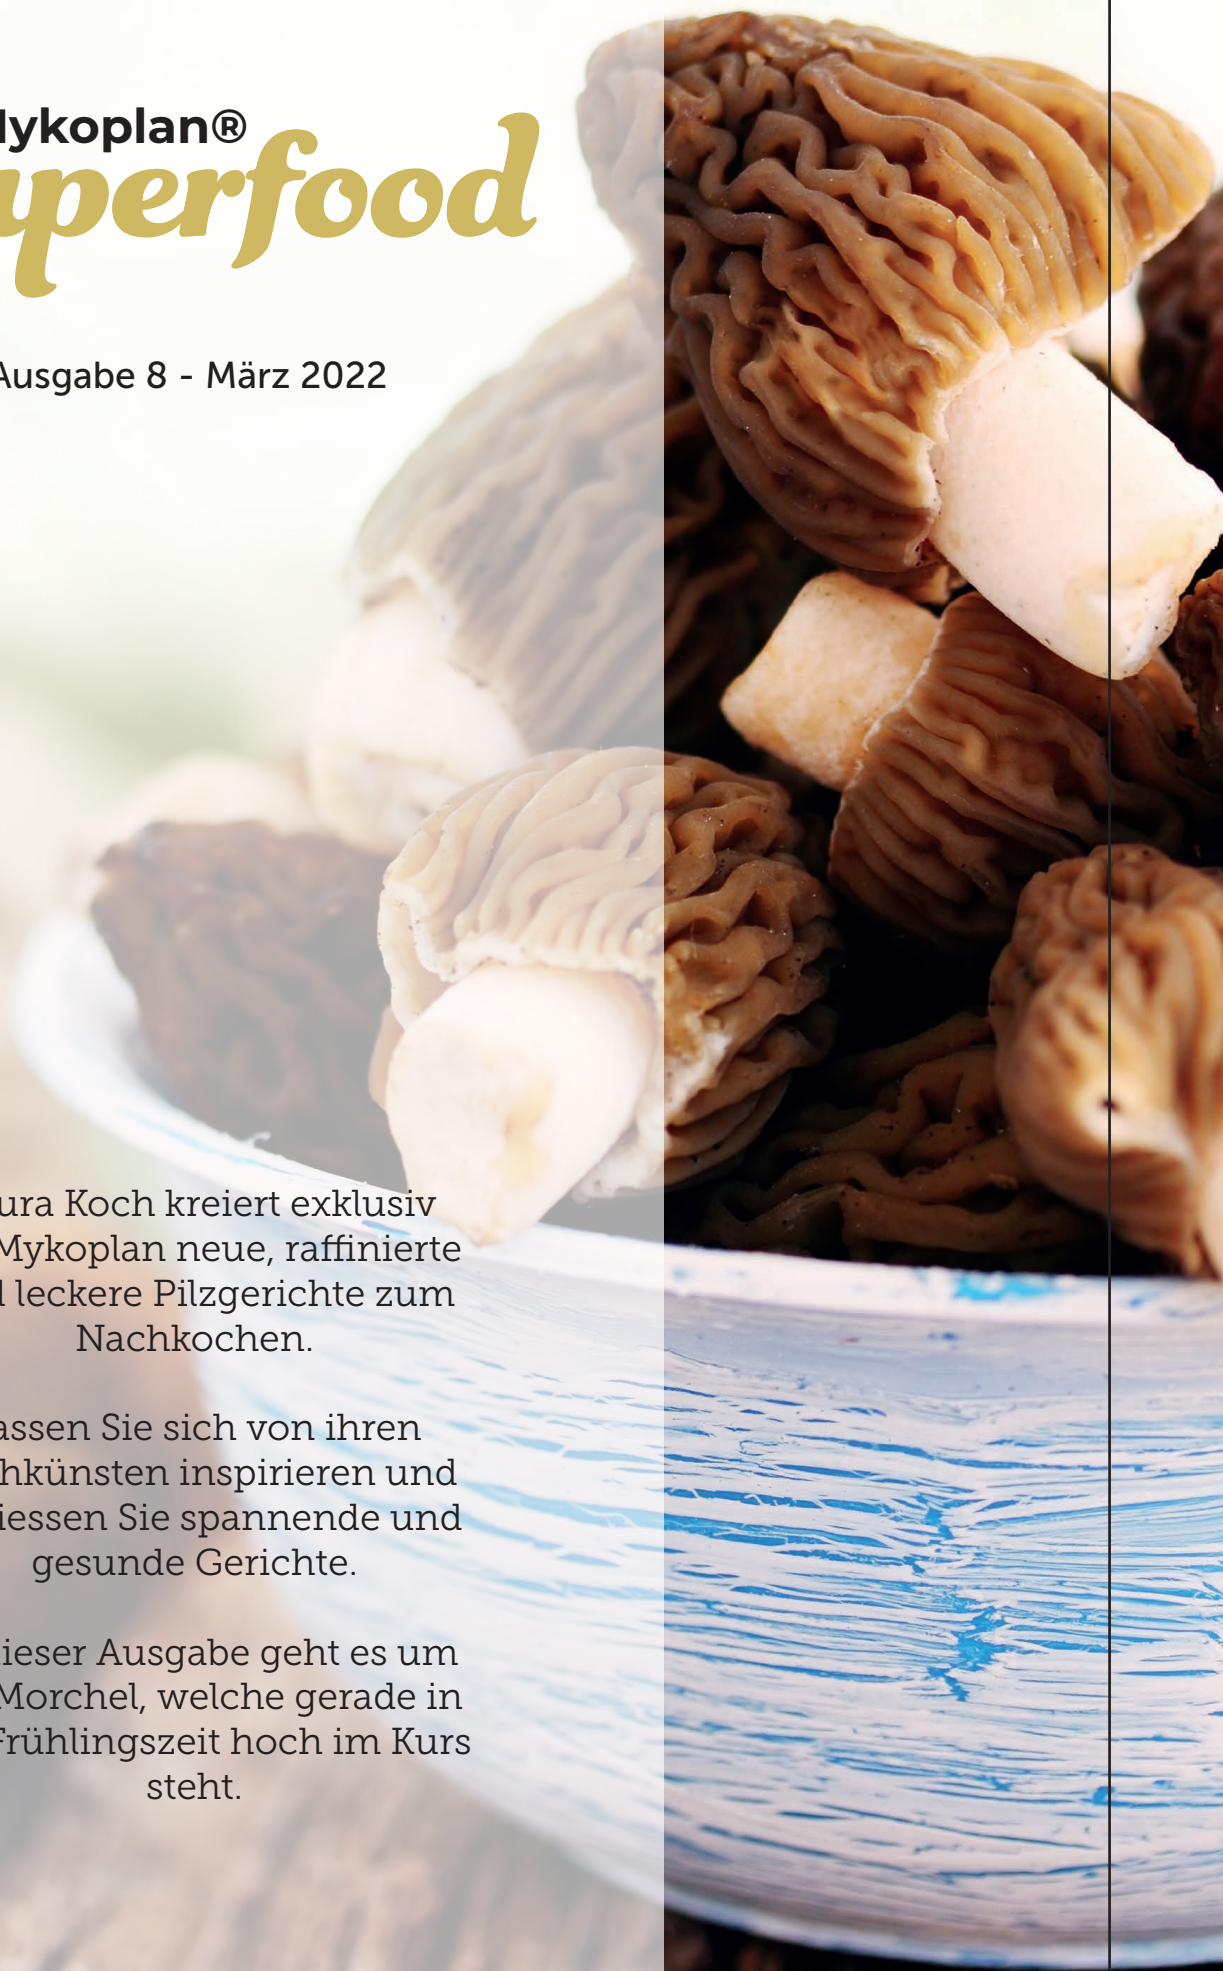 Mykoplan®
uperfood
Ausgabe 8 - März 2022
ura Koch kreiert exklusiv
Mykoplan neue, raffinierte
leckere Pilzgerichte zum
Nachkochen.
assen Sie sich von ihren
hkünsten inspirieren und
iessen Sie spannende und
gesunde Gerichte.
ieser Ausgabe geht es um
Morchel, welche gerade in
Frühlingszeit hoch im Kurs
steht.